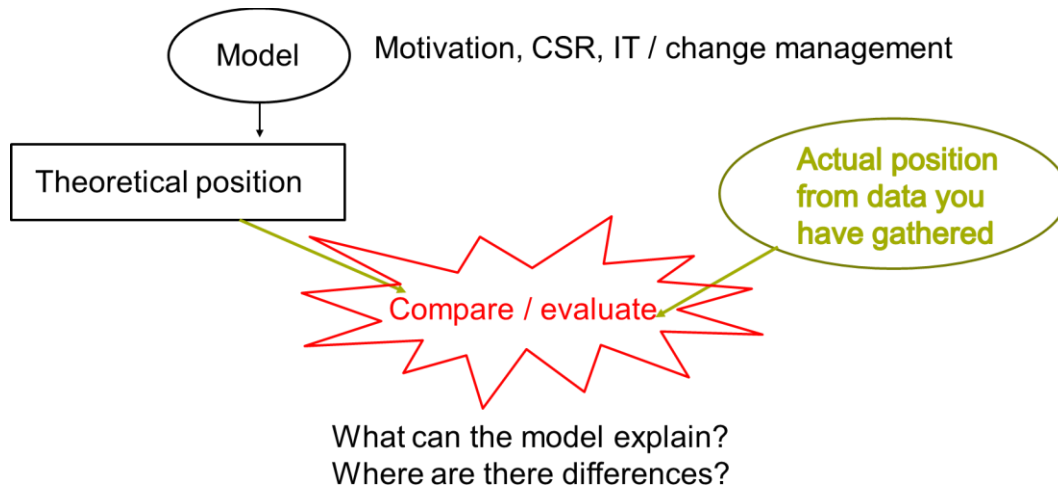 Model
Motivation, CSR, IT / change management
Theoretical position
Actual position
from data you
have gathered
Compare / evaluate
What can the model explain?
Where are there differences?